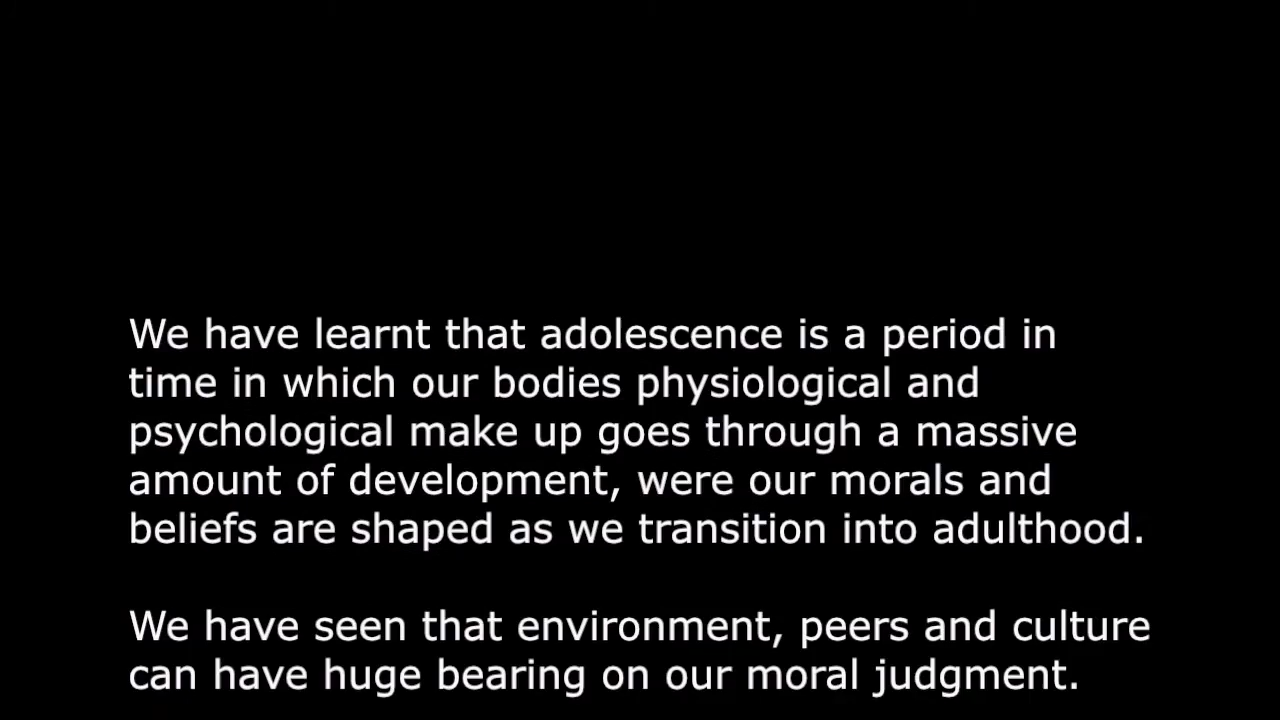 We have learnt that adolescence is a period in
time in which our bodies physiological and
psychological make up goes through a massive
amount of development, were our morals and
beliefs are shaped as we transition into adulthood.
We have seen that environment, peers and culture
can have huge bearing on our moral judgment.